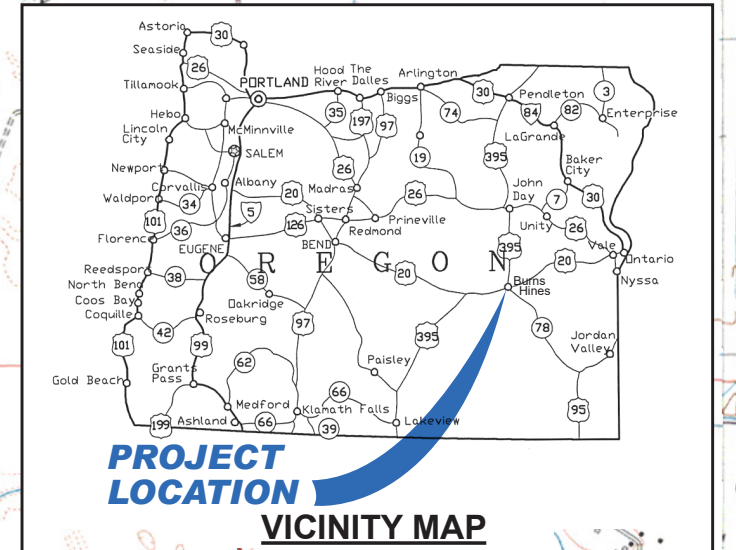 Astoria
30
Seaside
26
Tillamook
PORTLAND
Hood
River
The
Dalles
Arlington
Biggs
30
Pendleton
84
82
3
Enterprise
35
197
97
74
LaGrande
Hebo
McMinnville
Lincoln
City
SALEM
19
395
Baker
City
Newport
Corvallis
Albany
26
Madras
20
26
John
Day
7
30
Waldport
34
5
Sisters
Prineville
Redmond
Unity
26
101
36
126
Florence
EUGENE
BEND
395
Vale
Ontario
OREGON
20
20
Nyssa
Reedsport
38
58
North Bend
Coos Bay
Coquille
Oakridge
Roseburg
Burns
Hines
97
78
42
101
99
395
Jordan
Valley
62
Paisley
Gold Beach
Grants
Pass
66
95
Medford
Klamath Falls
199
Ashland
66
39
Lakeview
PROJECT
LOCATION
VICINITY MAP